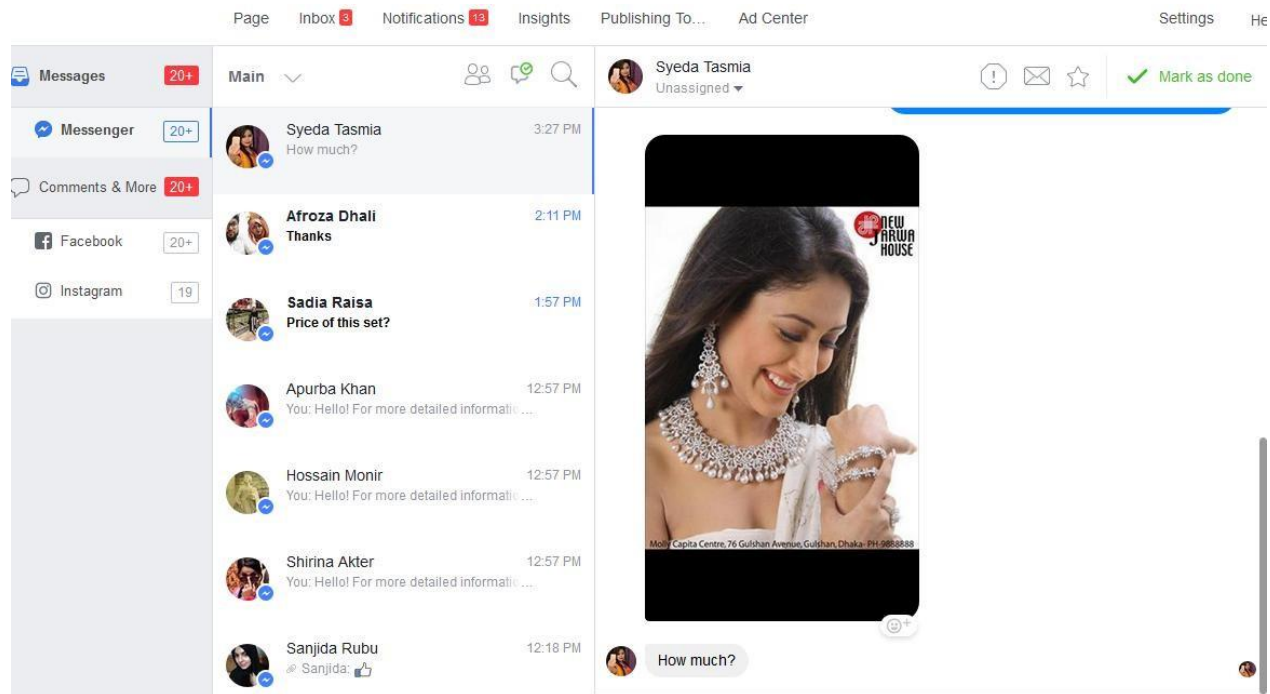 Page Inbox 3 Notifications 13 Insights Publishing To... Ad Center Settings He
Messages 20+
Messenger 20+
Comments & More 20+
Facebook 20+
Instagram 19
Main
Syeda Tasmia 3:27 PM
How much?
Afroza Dhali 2:11 PM
Thanks
Sadia Raisa 1:57 PM
Price of this set?
Apurba Khan 12:57 PM
You: Hello! For more detailed informatio...
Hossain Monir 12:57 PM
You: Hello! For more detailed informatio...
Shirina Akter 12:57 PM
You: Hello! For more detailed informatio...
Sanjida Rubu 12:18 PM
Sanjida:
Syeda Tasmia
Unassigned
Mark as done
NEW
JARWA
HOUSE
Molly Capita Centre, 76 Gulshan Avenue, Gulshan, Dhaka- PH-9888888
How much?